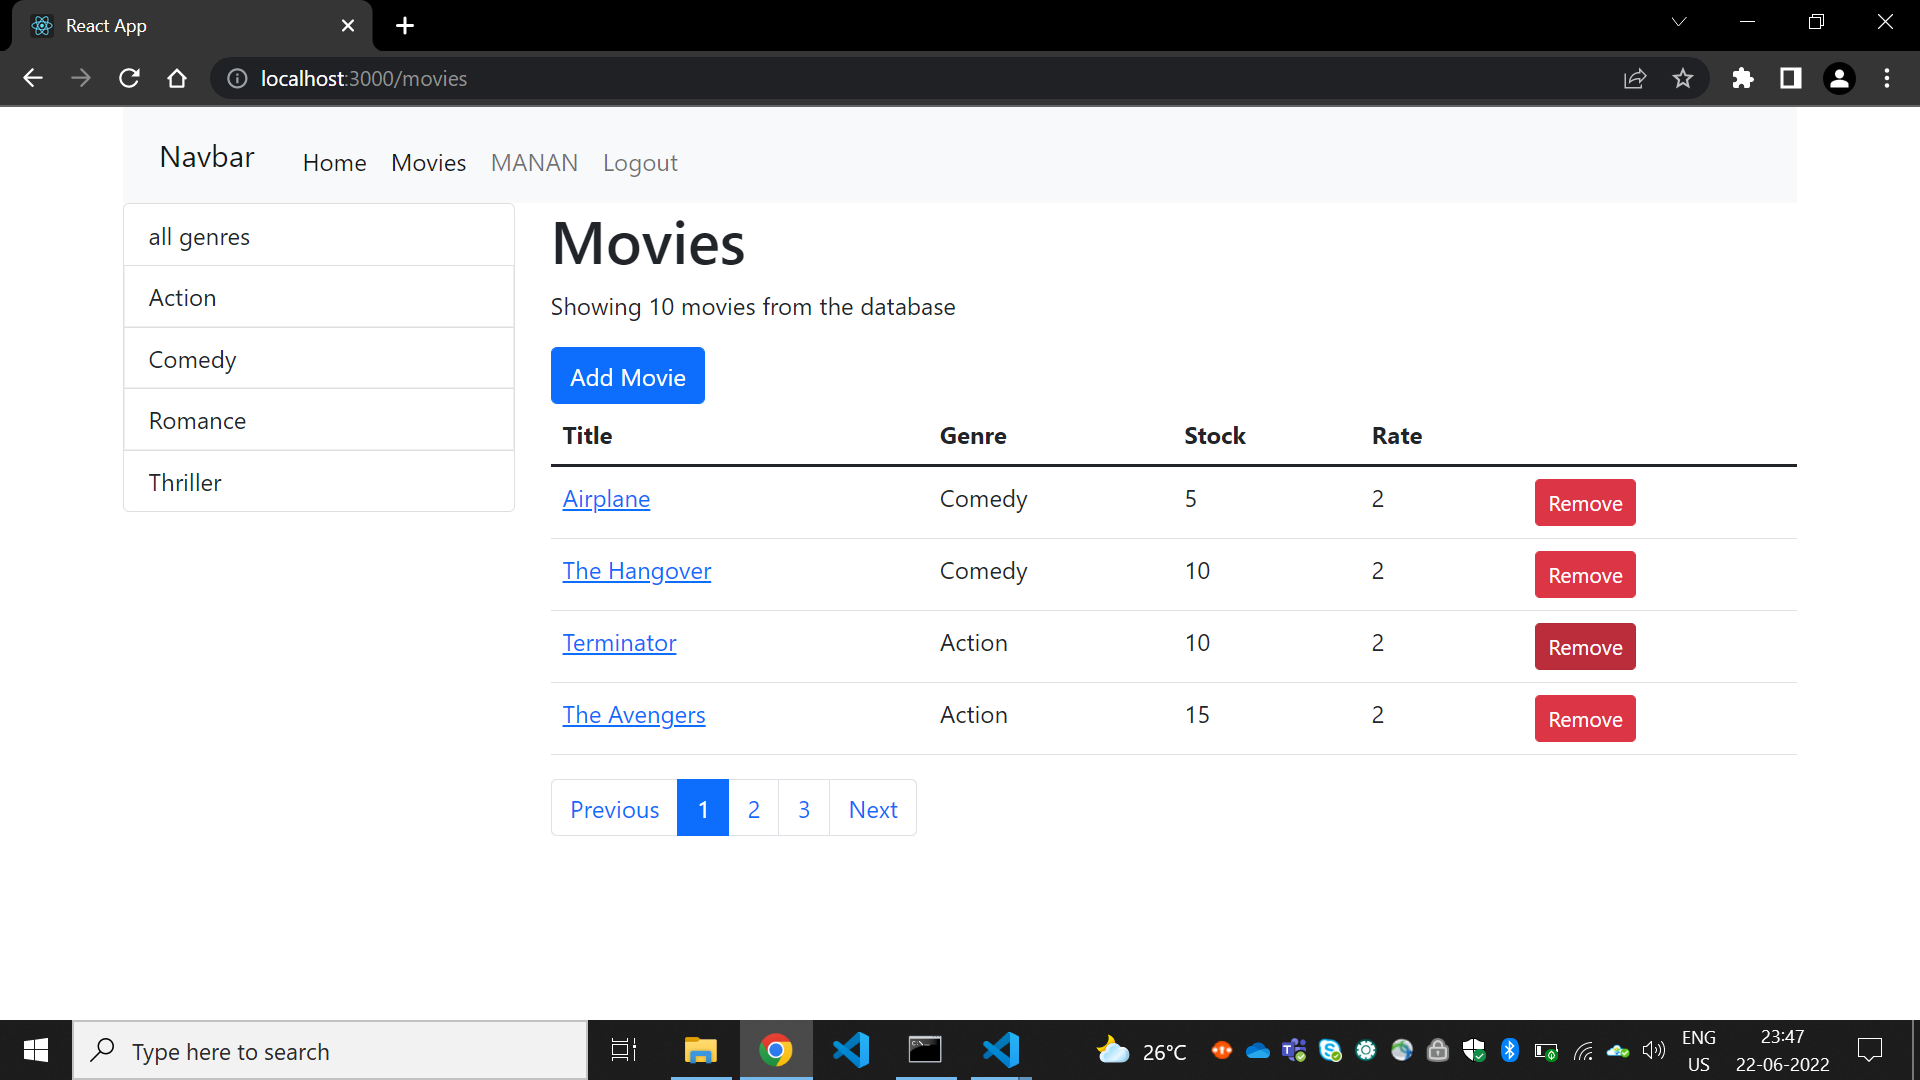 React App
localhost:3000/movies
Navbar Home Movies MANAN Logout
all genres
Action
Comedy
Romance
Thriller
Movies
Showing 10 movies from the database
Add Movie
Title Genre Stock Rate
Airplane Comedy 5 2 Remove
The Hangover Comedy 10 2 Remove
Terminator Action 10 2 Remove
The Avengers Action 15 2 Remove
Previous 1 2 3 Next
Type here to search
26°C
ENG
US
23:47
22-06-2022